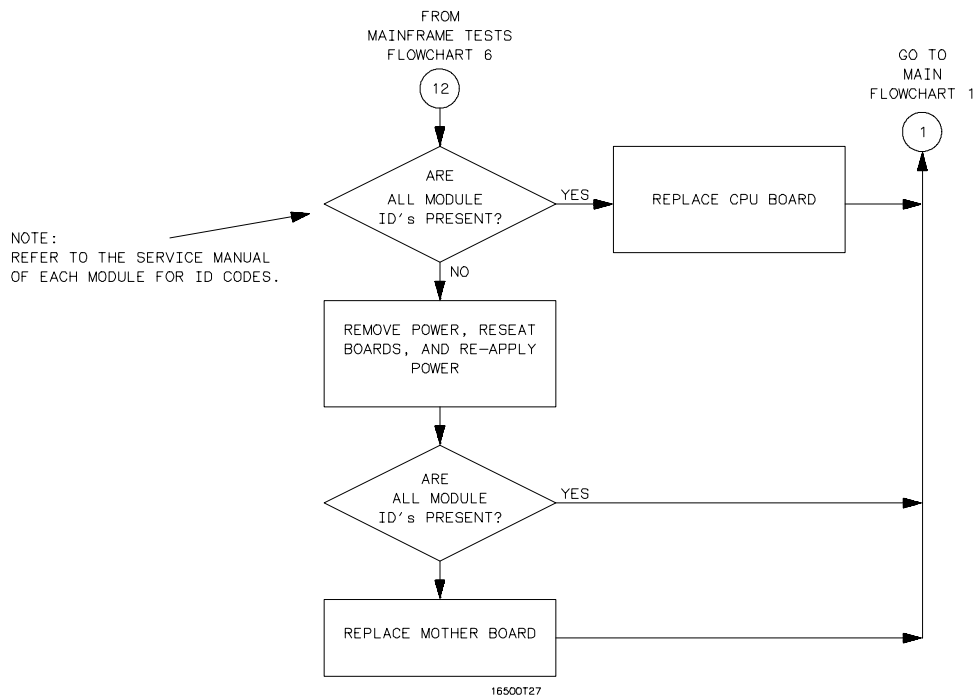 FROM
MAINFRAME TESTS
FLOWCHART 6
12
GO TO
MAIN
FLOWCHART 1
1
ARE
ALL MODULE
ID's PRESENT?
YES
REPLACE CPU BOARD
NOTE:
REFER TO THE SERVICE MANUAL
OF EACH MODULE FOR ID CODES.
NO
REMOVE POWER, RESEAT
BOARDS, AND RE-APPLY
POWER
ARE
ALL MODULE
ID's PRESENT?
YES
REPLACE MOTHER BOARD
16500T27